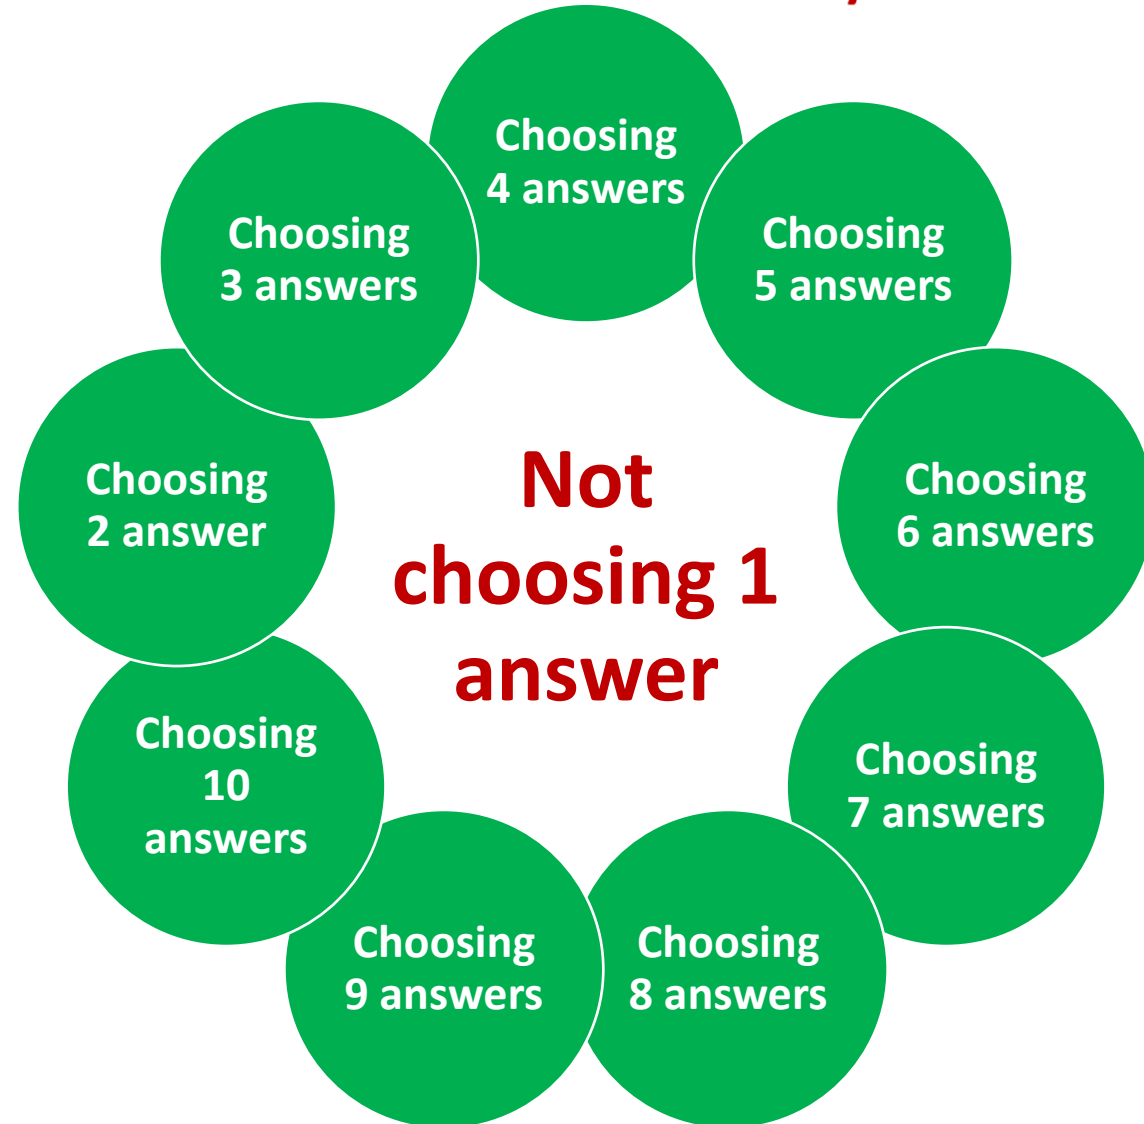 Choosing
4 answers
Choosing
3 answers
Choosing
5 answers
Choosing
2 answer
Not
choosing 1
answer
Choosing
6 answers
Choosing
10
answers
Choosing
7 answers
Choosing
9 answers
Choosing
8 answers